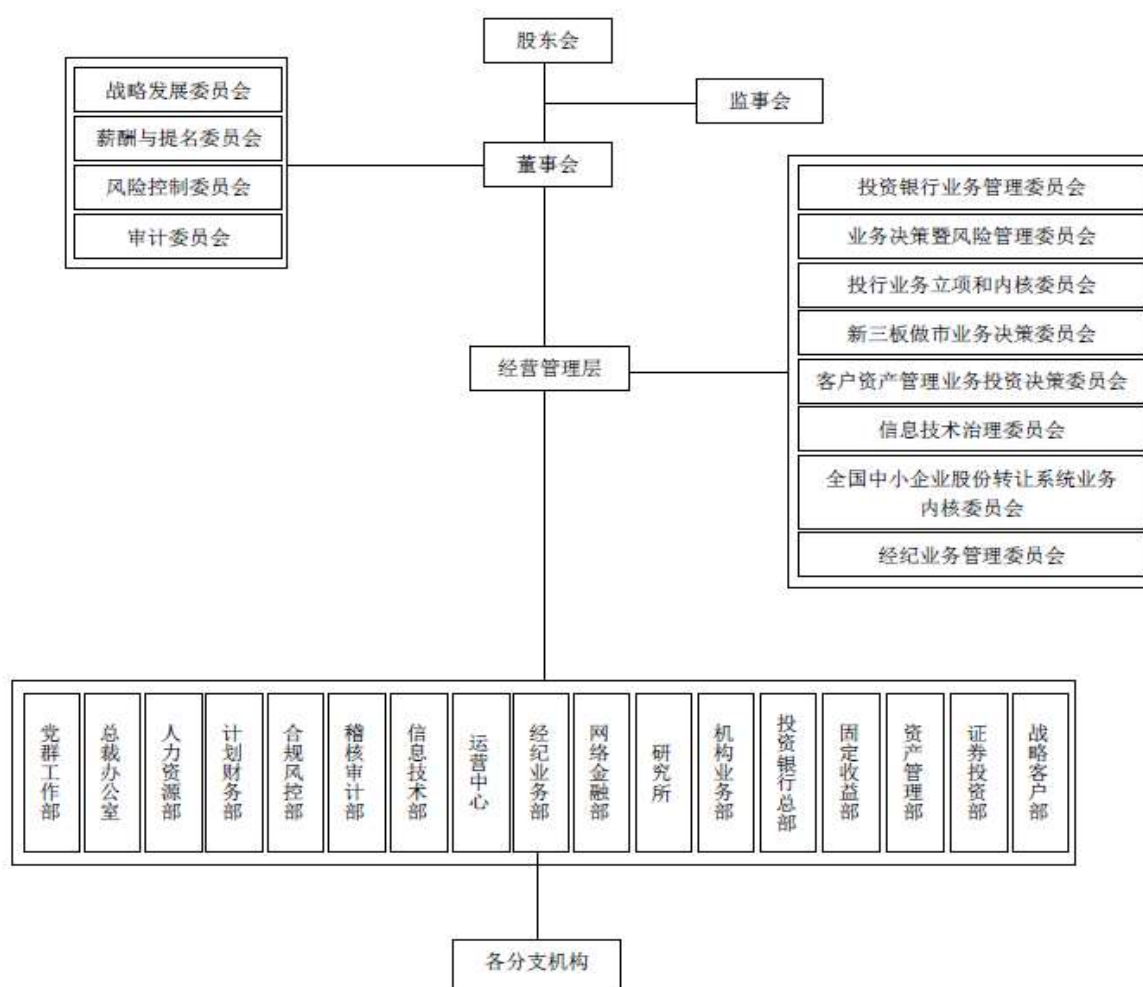 股东会
战略发展委员会
监事会
薪酬与提名委员会
董事会
风险控制委员会
审计委员会
投资银行业务管理委员会
业务决策暨风险管理委员会
投行业务立项和内核委员会
新三板做市业务决策委员会
经营管理层
客户资产管理业务投资决策委员会
信息技术治理委员会
全国中小企业股份转让系统业务
内核委员会
经纪业务管理委员会
党群工作部
总裁办公室
人力资源部
计划财务部
合规风控部
稽核审计部
信息技术部
运营中心
经纪业务部
网络金融部
研究所
机构业务部
投资银行总部
固定收益部
资产管理部
证券投资部
战略客户部
各分支机构